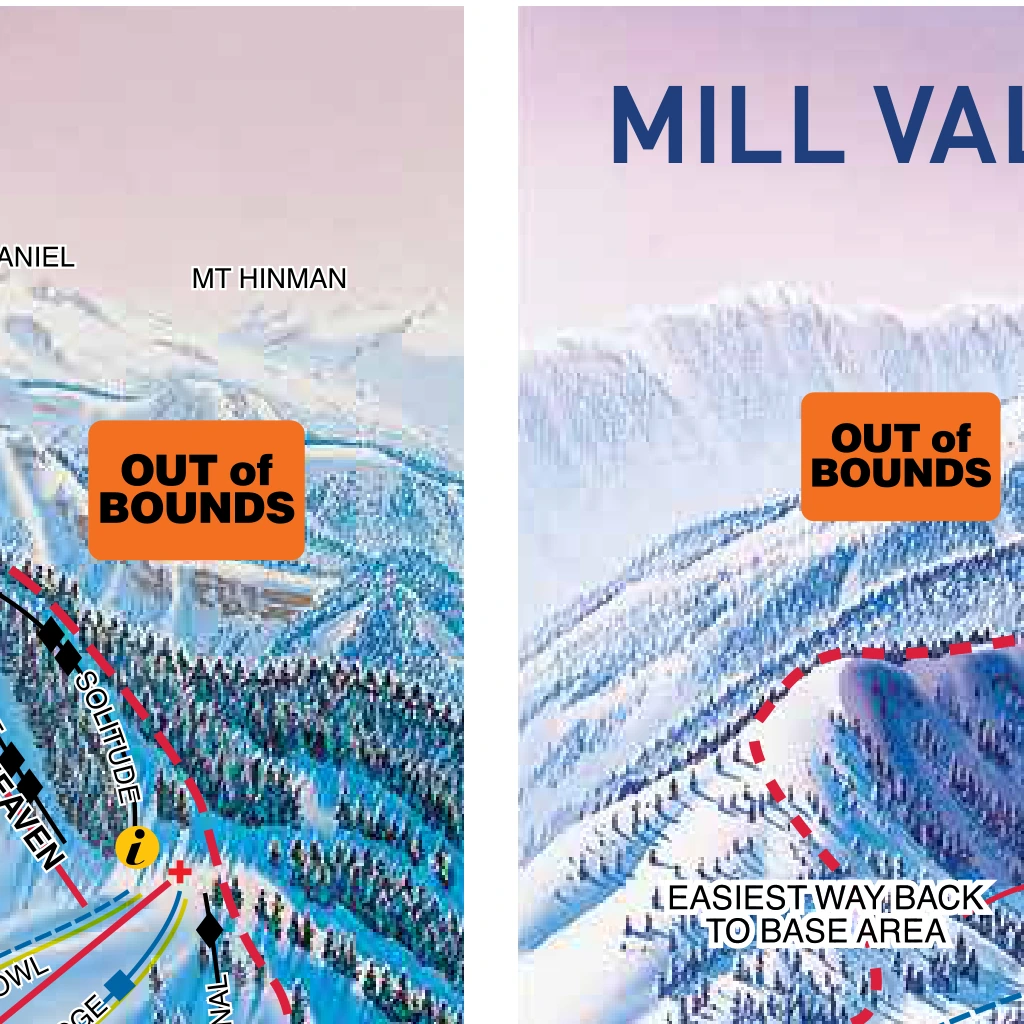 MILL VAL
ANIEL
MT HINMAN
OUT of
BOUNDS
OUT of
BOUNDS
SOLITUDE
EAVEN
i
EASIEST WAY BACK
TO BASE AREA
OWL
GE
NAL